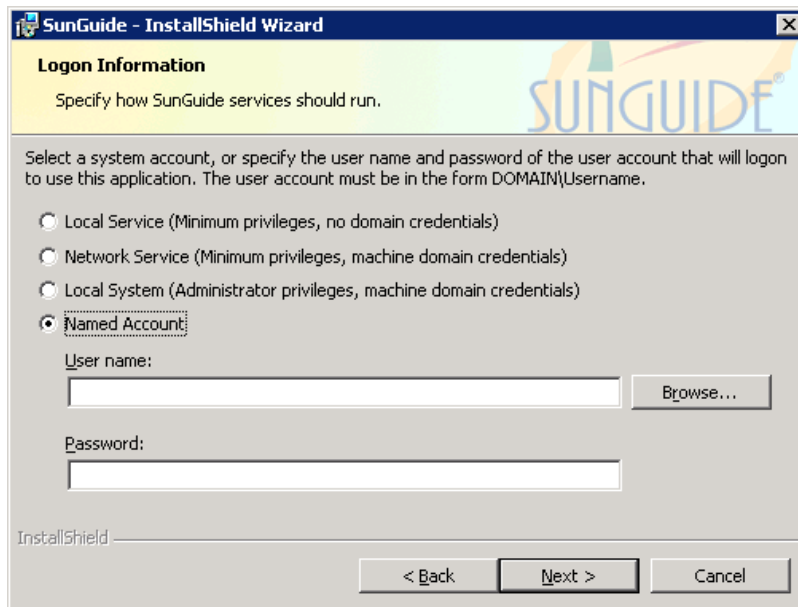 SunGuide - InstallShield Wizard
Logon Information
Specify how SunGuide services should run.
SUNGUIDE®
Select a system account, or specify the user name and password of the user account that will logon
to use this application. The user account must be in the form DOMAIN\Username.
Local Service (Minimum privileges, no domain credentials)
Network Service (Minimum privileges, machine domain credentials)
Local System (Administrator privileges, machine domain credentials)
Named Account
User name:
Browse...
Password:
InstallShield
< Back Next > Cancel